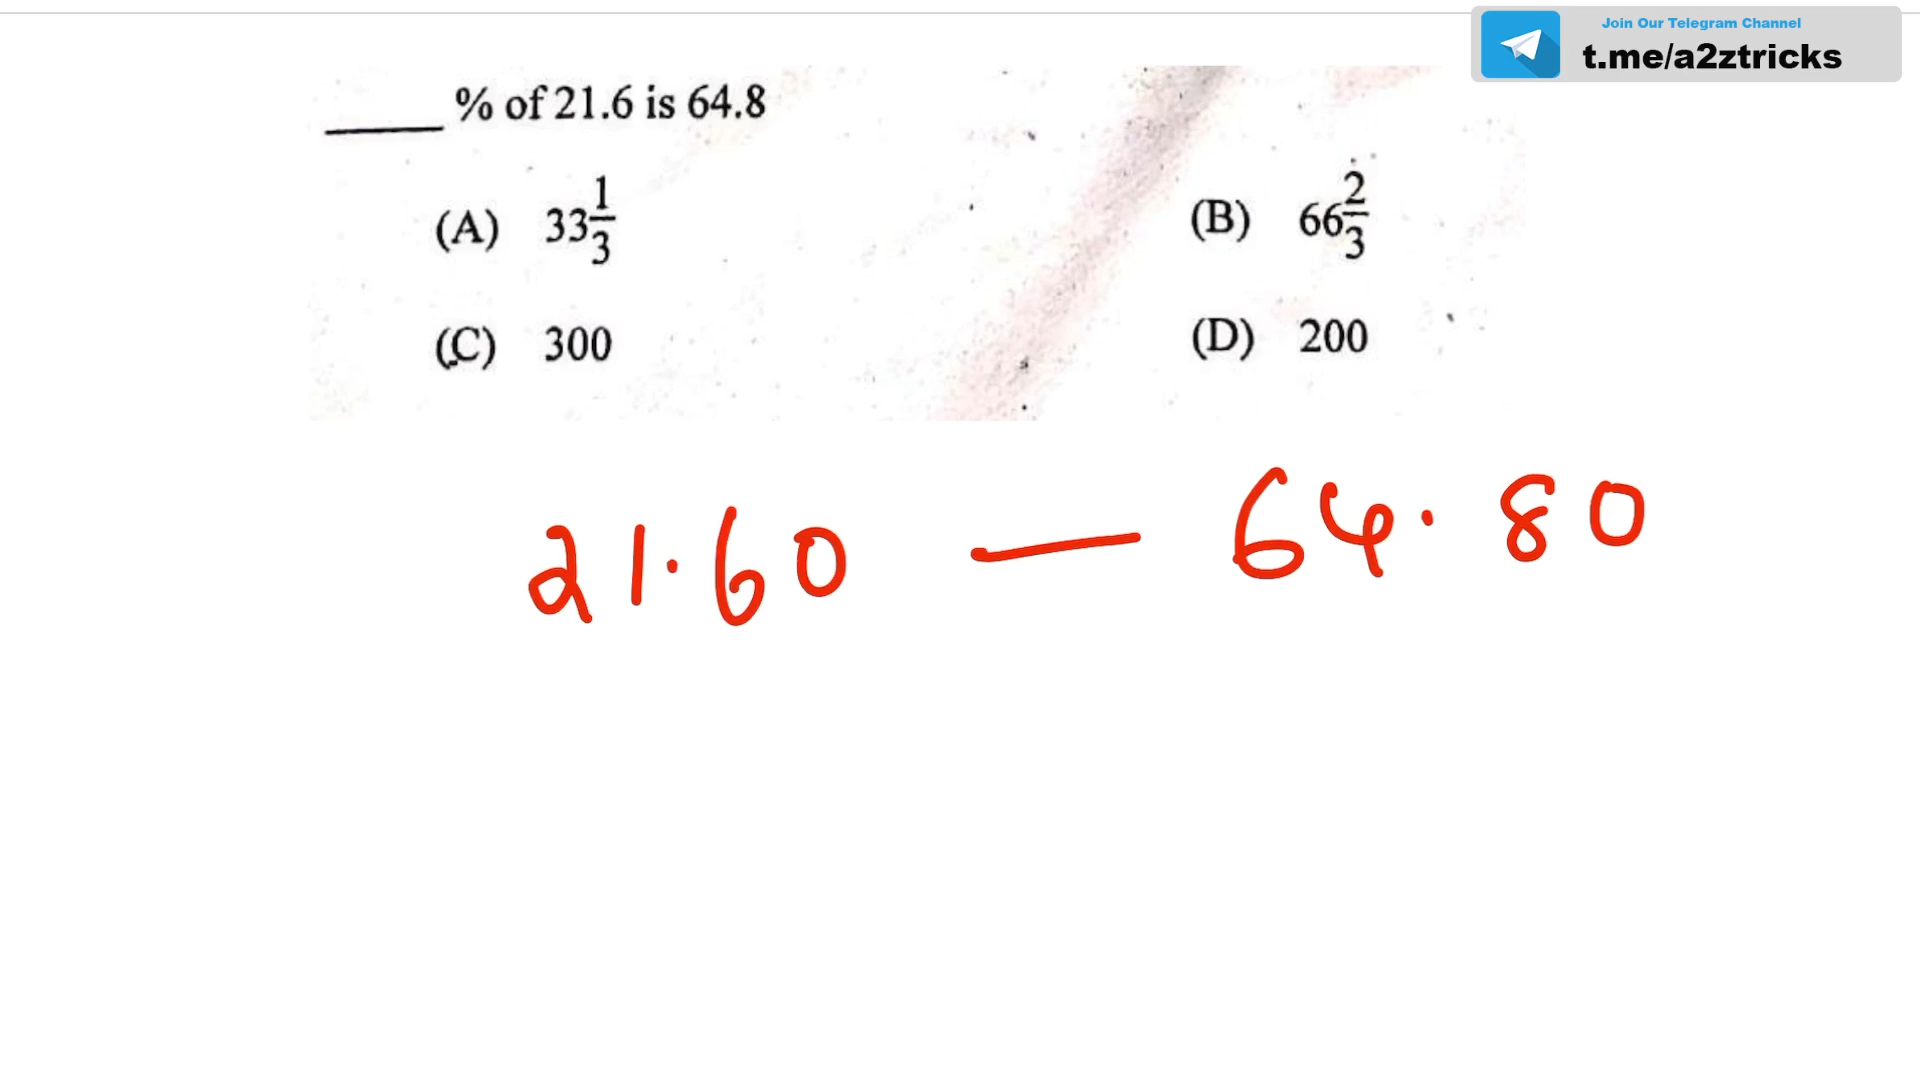 Join Our Telegram Channel
t.me/a2ztricks
_____ % of 21.6 is 64.8
(A) 33 1/3
(B) 66 2/3
(C) 300
(D) 200
21.60 — 64.80